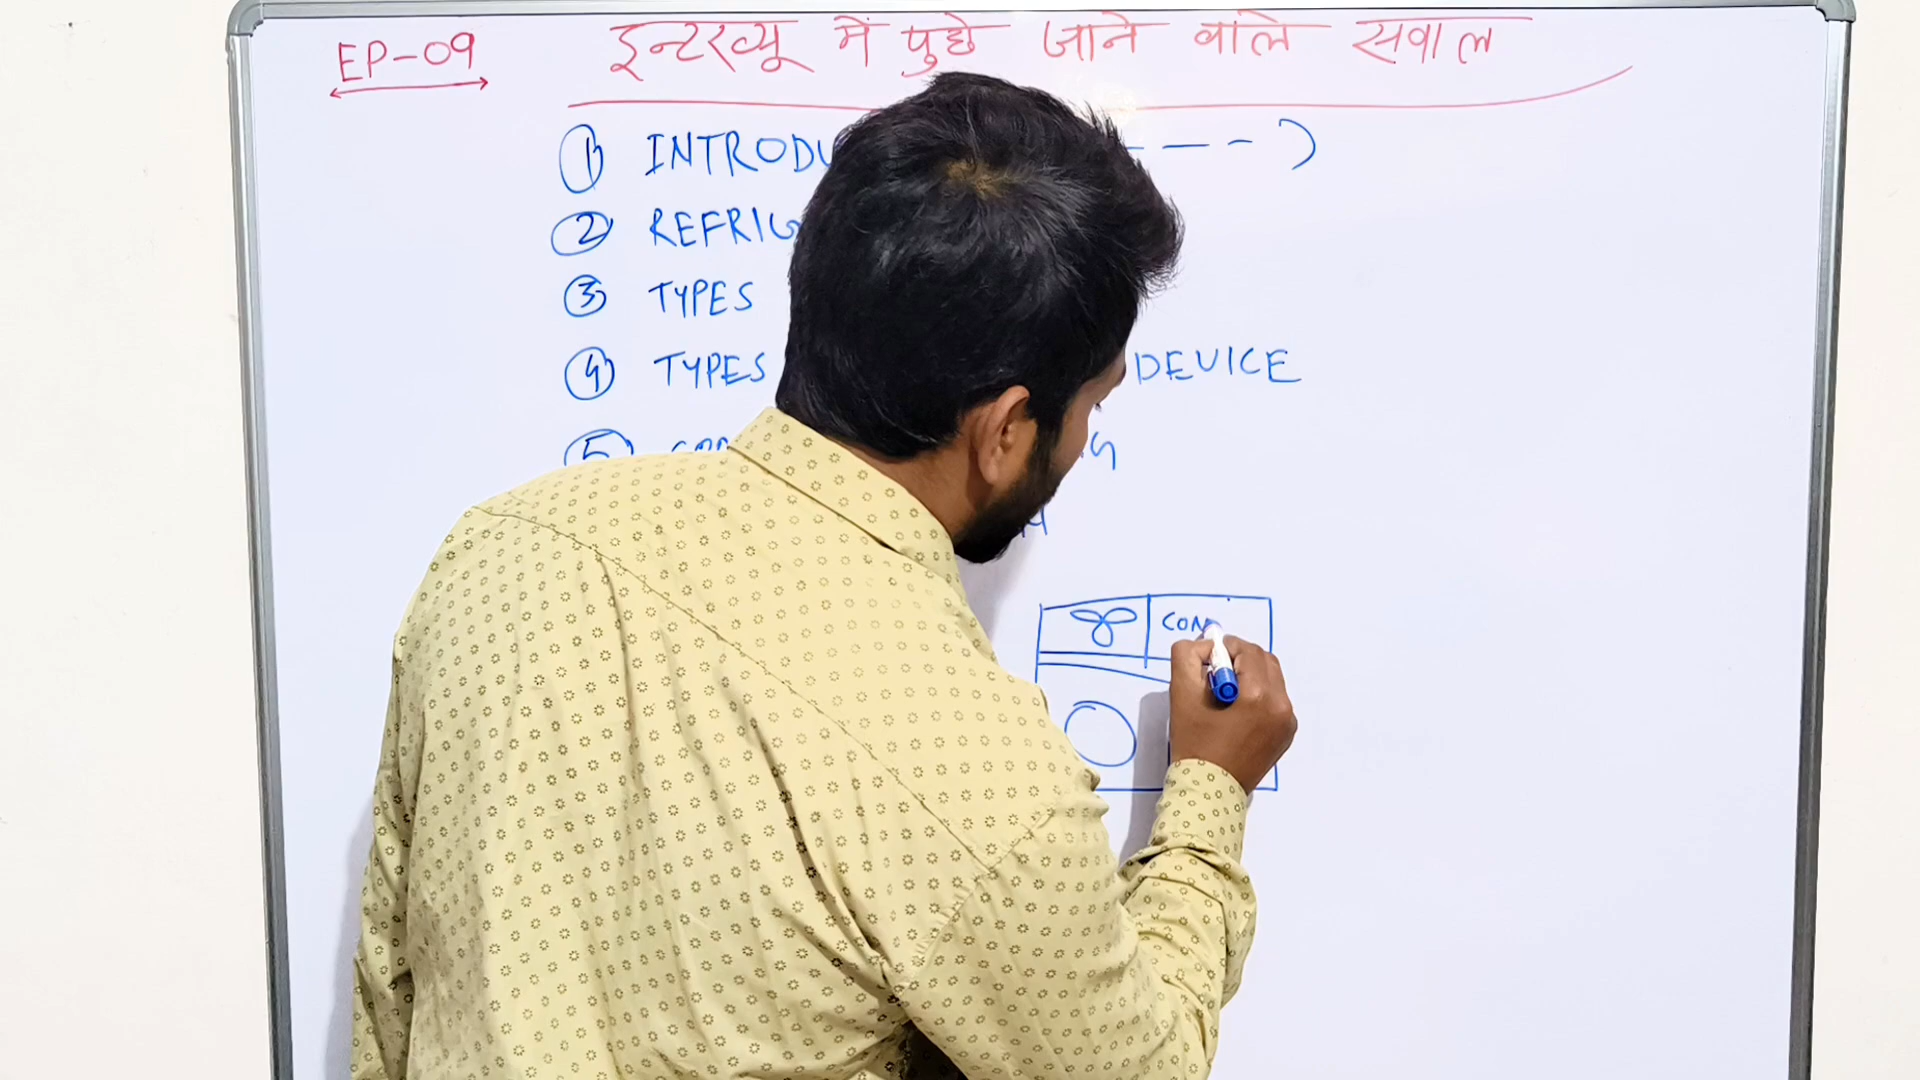 EP-09 इन्टरव्यू में पुछे जाने वाले सवाल
① INTRODU - - - )
② REFRIG
③ TYPES
④ TYPES DEVICE
⑤
CON